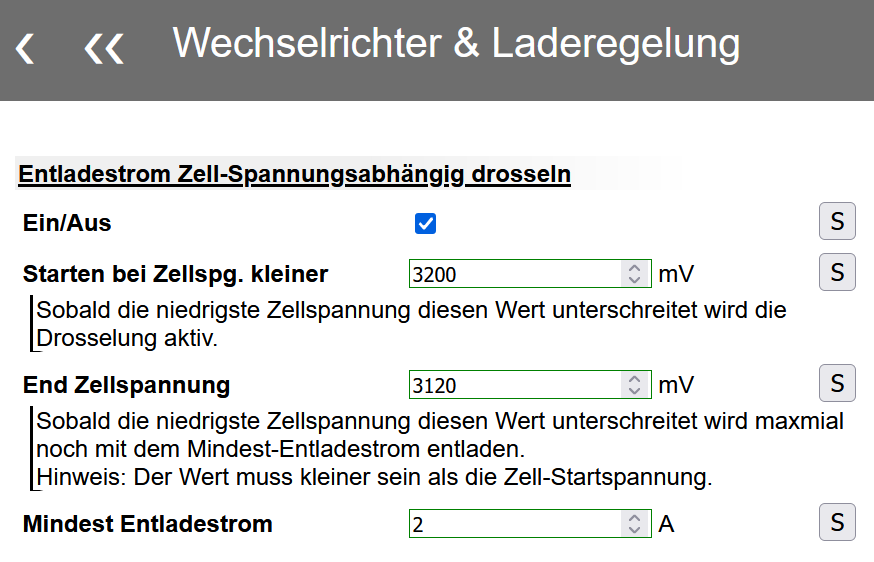 ‹ ‹‹ Wechselrichter & Laderegelung
Entladestrom Zell-Spannungsabhängig drosseln
Ein/Aus S
Starten bei Zellspg. kleiner 3200 mV S
Sobald die niedrigste Zellspannung diesen Wert unterschreitet wird die
Drosselung aktiv.
End Zellspannung 3120 mV S
Sobald die niedrigste Zellspannung diesen Wert unterschreitet wird maxmial
noch mit dem Mindest-Entladestrom entladen.
Hinweis: Der Wert muss kleiner sein als die Zell-Startspannung.
Mindest Entladestrom 2 A S